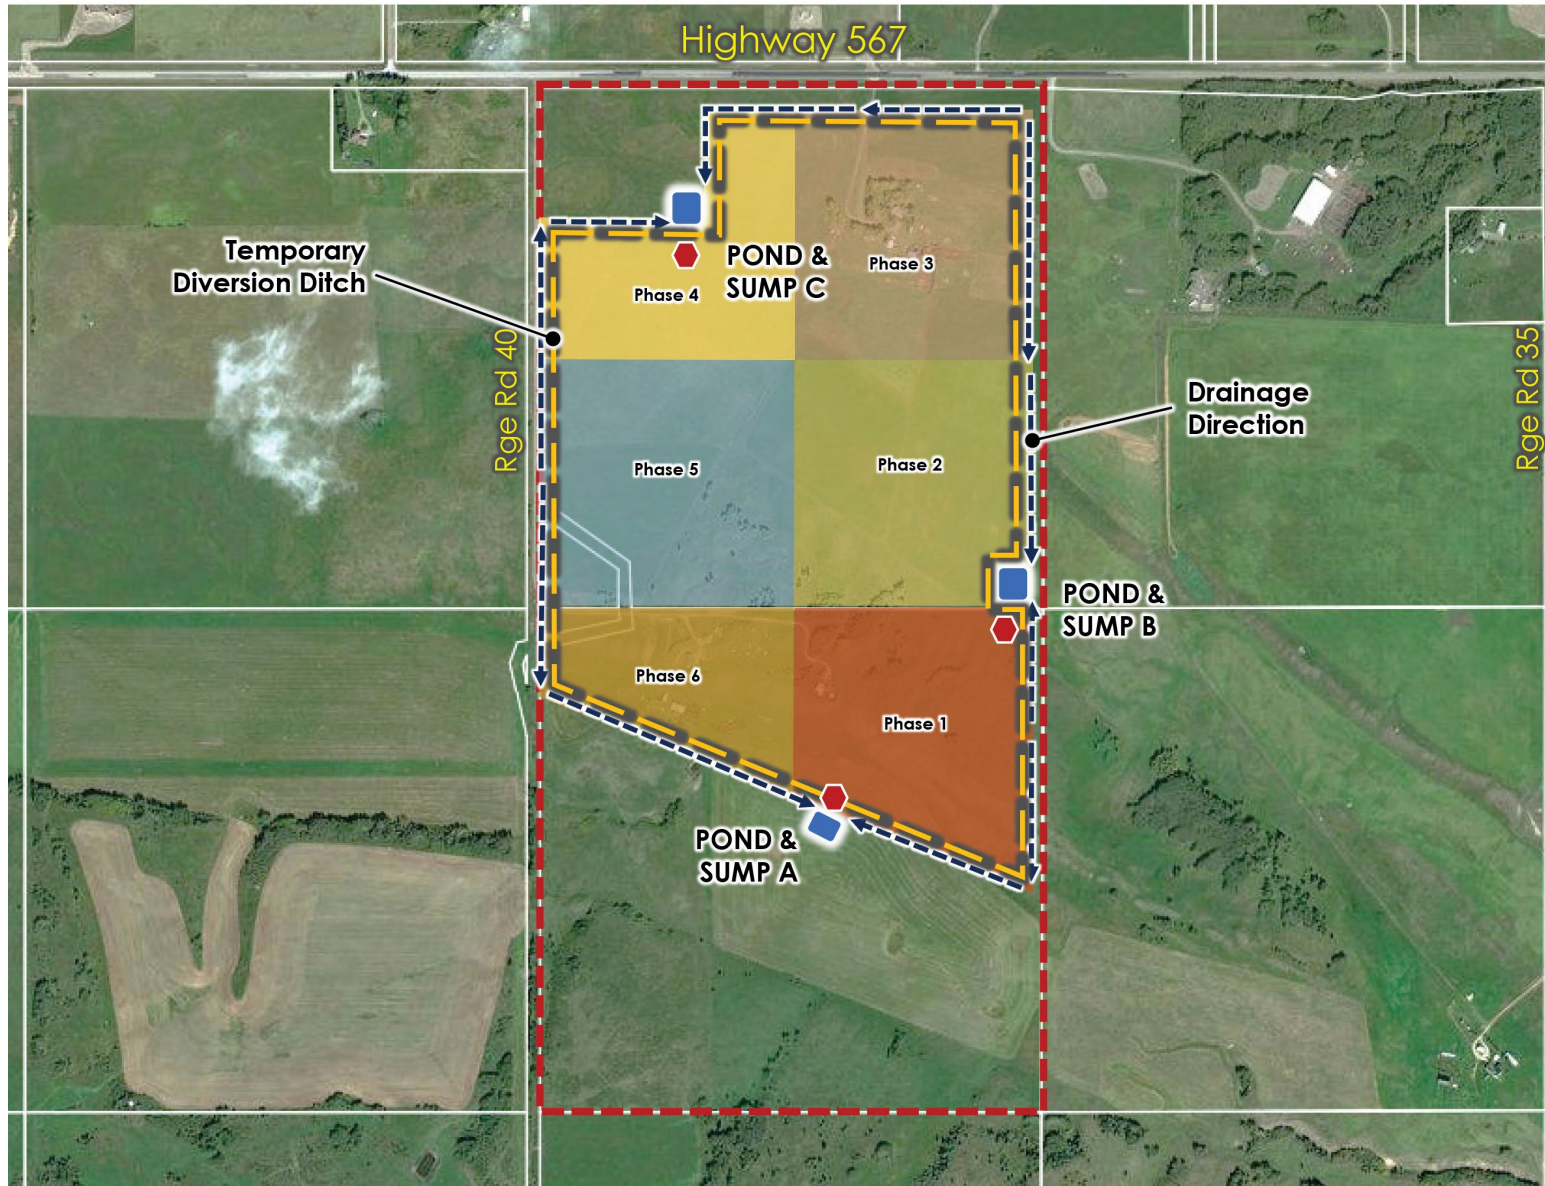 Highway 567
Temporary
Diversion Ditch
POND &
SUMP C
Phase 3
Phase 4
Rge Rd 40
Rge Rd 35
Drainage
Direction
Phase 5
Phase 2
POND &
SUMP B
Phase 6
Phase 1
POND &
SUMP A